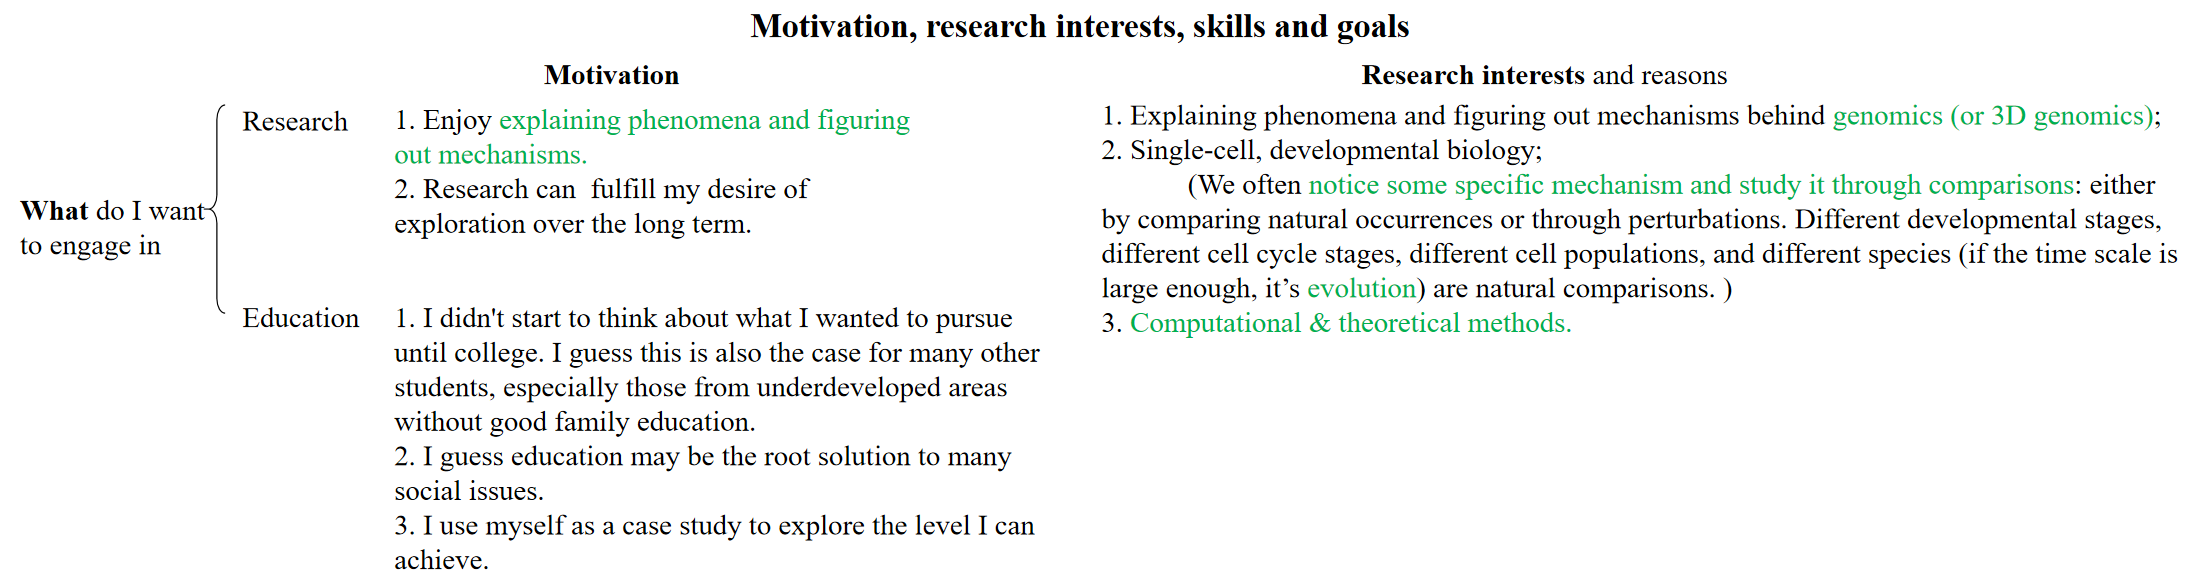 Motivation, research interests, skills and goals
Motivation
Research interests and reasons
What do I want
to engage in
Research
1. Enjoy explaining phenomena and figuring
out mechanisms.
2. Research can  fulfill my desire of
exploration over the long term.
Education
1. I didn't start to think about what I wanted to pursue
until college. I guess this is also the case for many other
students, especially those from underdeveloped areas
without good family education.
2. I guess education may be the root solution to many
social issues.
3. I use myself as a case study to explore the level I can
achieve.
1. Explaining phenomena and figuring out mechanisms behind genomics (or 3D genomics);
2. Single-cell, developmental biology;
(We often notice some specific mechanism and study it through comparisons: either
by comparing natural occurrences or through perturbations. Different developmental stages,
different cell cycle stages, different cell populations, and different species (if the time scale is
large enough, it’s evolution) are natural comparisons. )
3. Computational & theoretical methods.